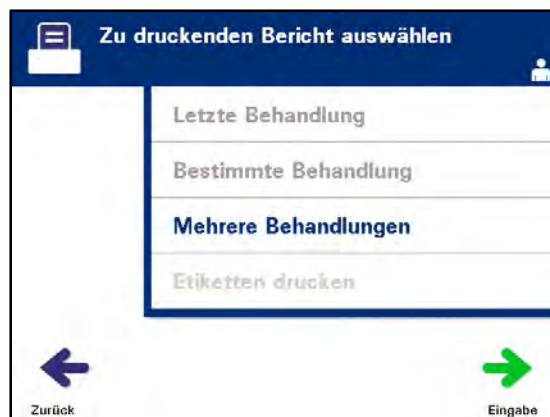 Zu druckenden Bericht auswählen
Letzte Behandlung
Bestimmte Behandlung
Mehrere Behandlungen
Etiketten drucken
Zurück
Eingabe